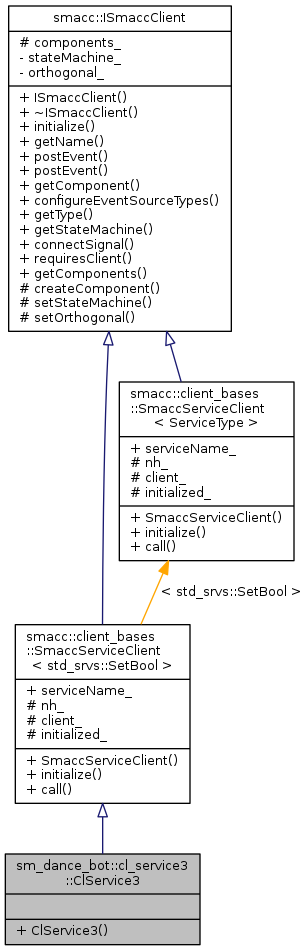 smacc::ISmaccClient
# components_
- stateMachine_
- orthogonal_
+ ISmaccClient()
+ ~ISmaccClient()
+ initialize()
+ getName()
+ postEvent()
+ postEvent()
+ getComponent()
+ configureEventSourceTypes()
+ getType()
+ getStateMachine()
+ connectSignal()
+ requiresClient()
+ getComponents()
# createComponent()
# setStateMachine()
# setOrthogonal()
smacc::client_bases
::SmaccServiceClient
< ServiceType >
+ serviceName_
# nh_
# client_
# initialized_
+ SmaccServiceClient()
+ initialize()
+ call()
< std_srvs::SetBool >
smacc::client_bases
::SmaccServiceClient
< std_srvs::SetBool >
+ serviceName_
# nh_
# client_
# initialized_
+ SmaccServiceClient()
+ initialize()
+ call()
sm_dance_bot::cl_service3
::ClService3
+ ClService3()